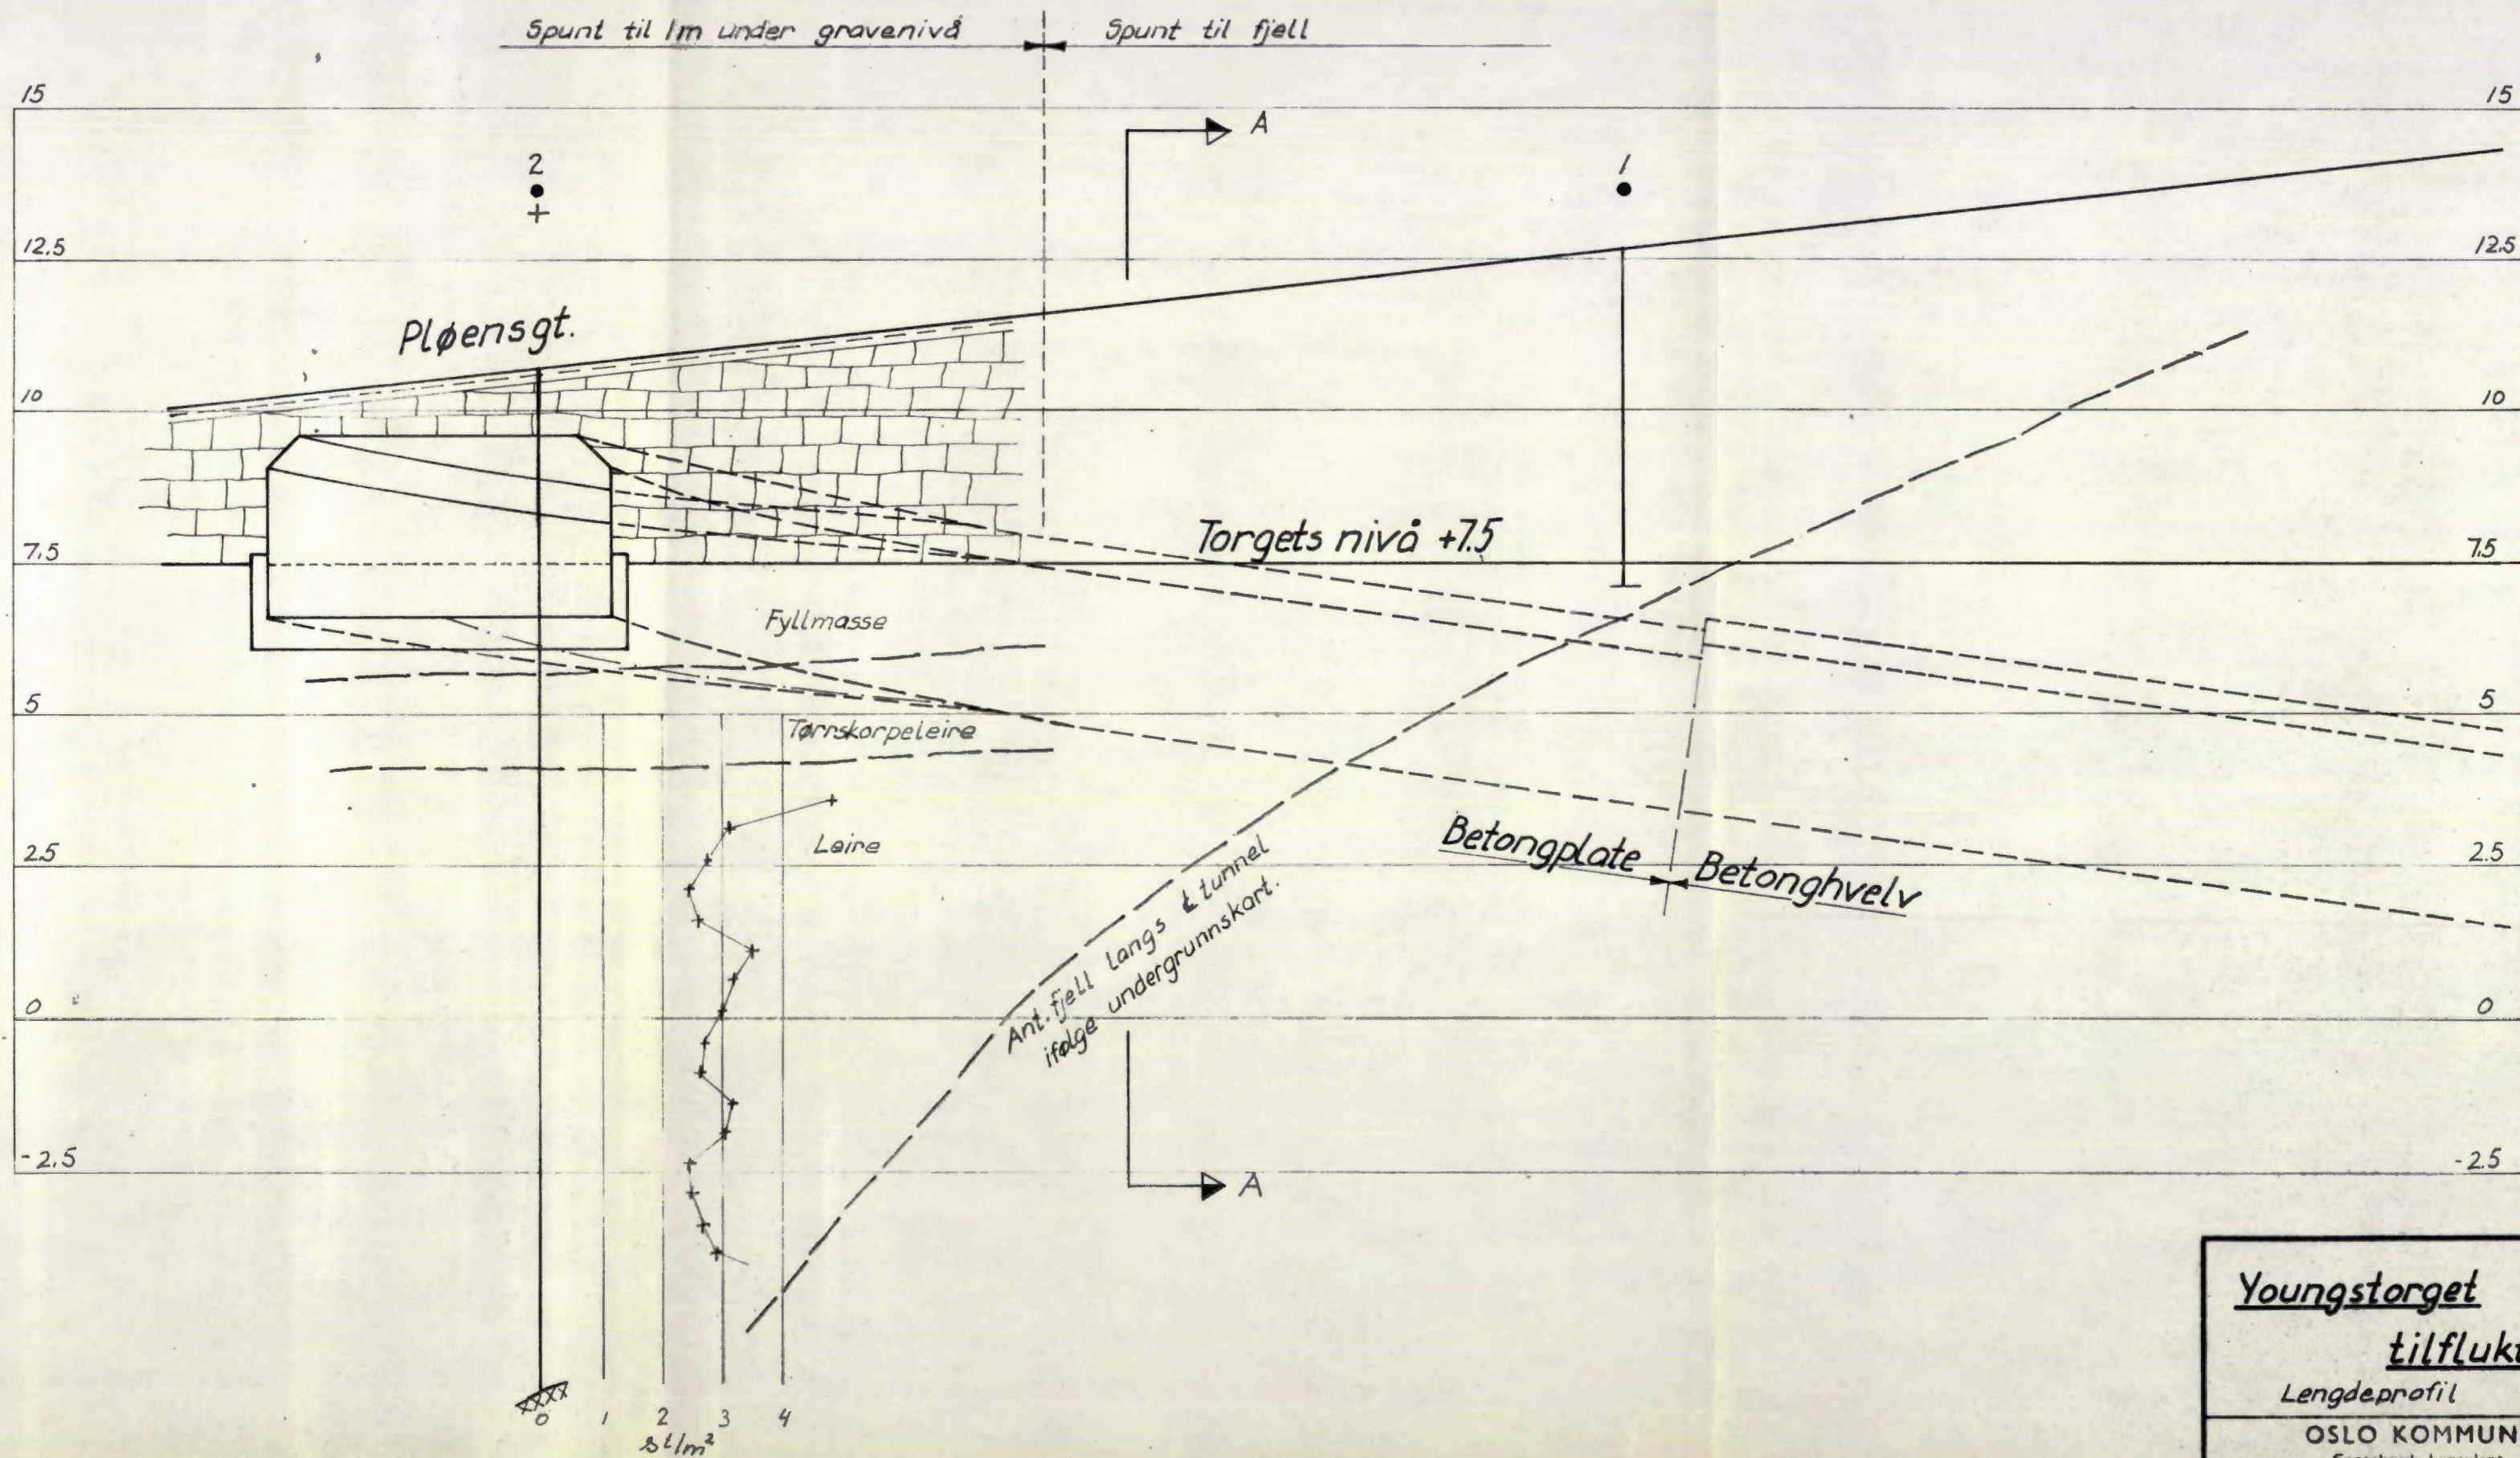 Spunt til 1m under gravenivå
Spunt til fjell
15
15
A
2
1
12.5
12.5
Pløensgt.
10
10
Torgets nivå +7.5
7.5
7.5
Fyllmasse
5
5
Tørrskorpeleire
Leire
2.5
2.5
Betongplate
Betonghvelv
Ant. fjell langs ℄ tunnel
ifølge undergrunnskart.
0
0
-2.5
-2.5
A
0 1 2 3 4
s t/m²
Youngstorget
tilflukt
Lengdeprofil
OSLO KOMMUN